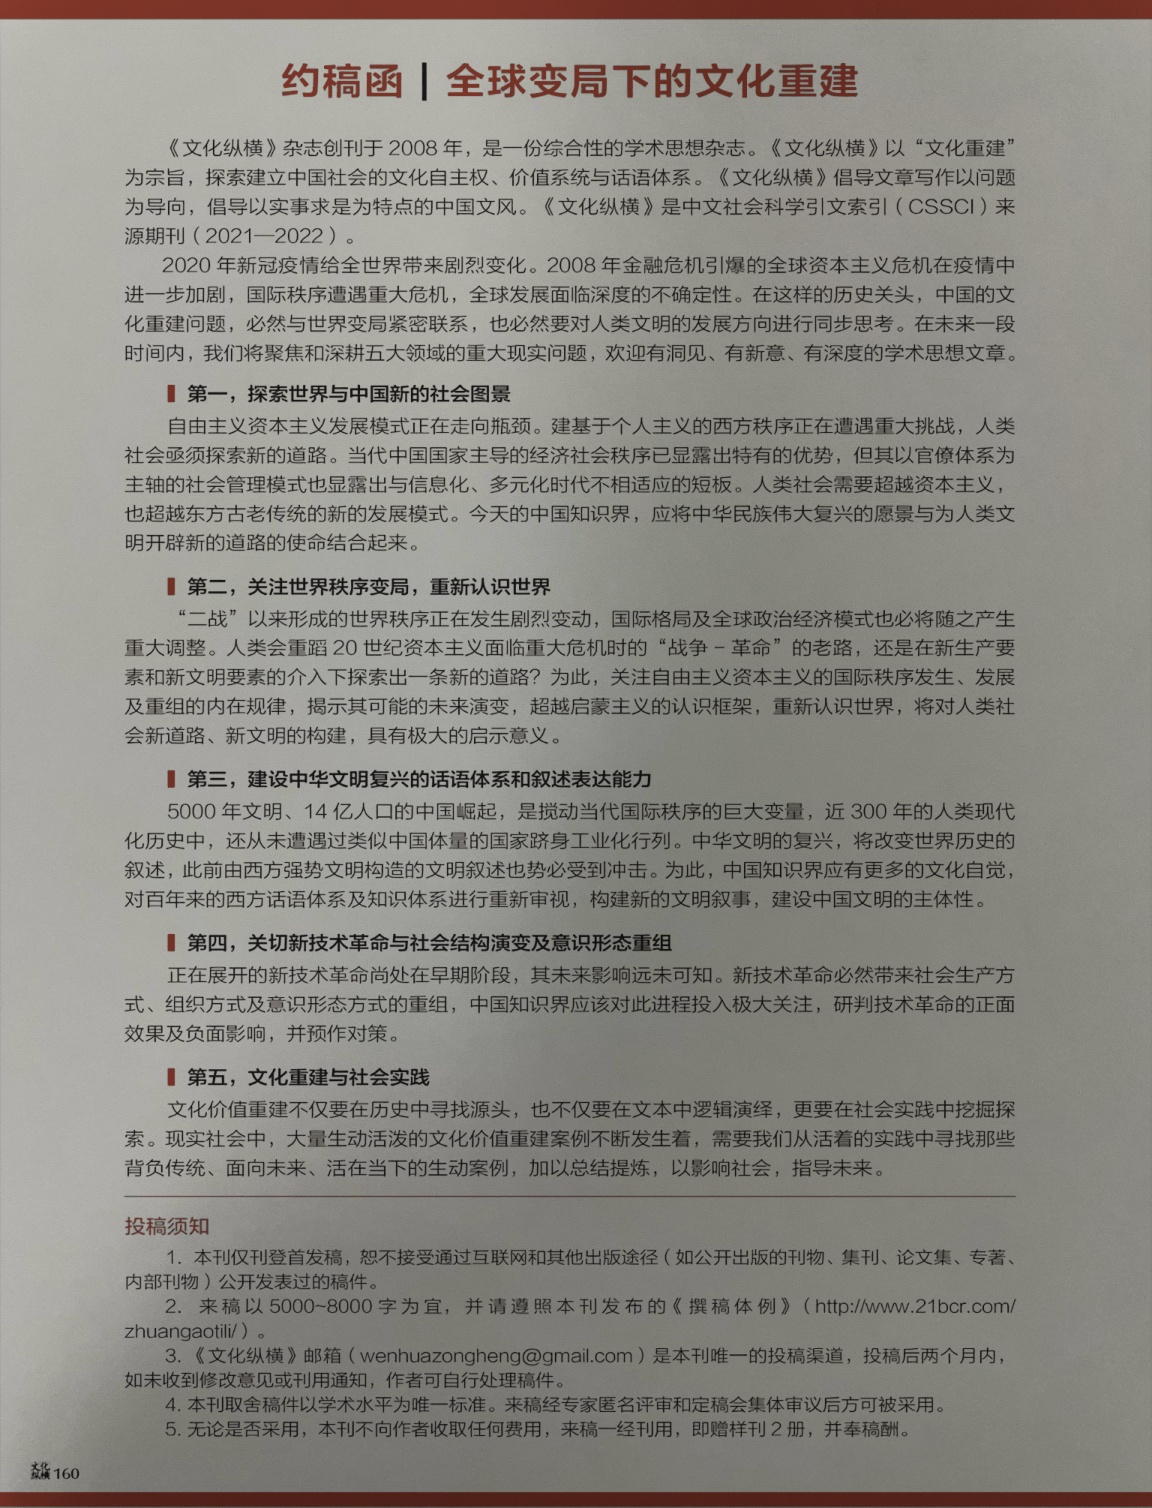 约稿函 | 全球变局下的文化重建
《文化纵横》杂志创刊于 2008 年，是一份综合性的学术思想杂志。《文化纵横》以“文化重建”
为宗旨，探索建立中国社会的文化自主权、价值系统与话语体系。《文化纵横》倡导文章写作以问题
为导向，倡导以实事求是为特点的中国文风。《文化纵横》是中文社会科学引文索引（CSSCI）来
源期刊（2021—2022）。
2020 年新冠疫情给全世界带来剧烈变化。2008 年金融危机引爆的全球资本主义危机在疫情中
进一步加剧，国际秩序遭遇重大危机，全球发展面临深度的不确定性。在这样的历史关头，中国的文
化重建问题，必然与世界变局紧密联系，也必然要对人类文明的发展方向进行同步思考。在未来一段
时间内，我们将聚焦和深耕五大领域的重大现实问题，欢迎有洞见、有新意、有深度的学术思想文章。
第一，探索世界与中国新的社会图景
自由主义资本主义发展模式正在走向瓶颈。建基于个人主义的西方秩序正在遭遇重大挑战，人类
社会亟须探索新的道路。当代中国国家主导的经济社会秩序已显露出特有的优势，但其以官僚体系为
主轴的社会管理模式也显露出与信息化、多元化时代不相适应的短板。人类社会需要超越资本主义，
也超越东方古老传统的新的发展模式。今天的中国知识界，应将中华民族伟大复兴的愿景与为人类文
明开辟新的道路的使命结合起来。
第二，关注世界秩序变局，重新认识世界
“二战”以来形成的世界秩序正在发生剧烈变动，国际格局及全球政治经济模式也必将随之产生
重大调整。人类会重蹈 20 世纪资本主义面临重大危机时的“战争－革命”的老路，还是在新生产要
素和新文明要素的介入下探索出一条新的道路？为此，关注自由主义资本主义的国际秩序发生、发展
及重组的内在规律，揭示其可能的未来演变，超越启蒙主义的认识框架，重新认识世界，将对人类社
会新道路、新文明的构建，具有极大的启示意义。
第三，建设中华文明复兴的话语体系和叙述表达能力
5000 年文明、14 亿人口的中国崛起，是搅动当代国际秩序的巨大变量，近 300 年的人类现代
化历史中，还从未遭遇过类似中国体量的国家跻身工业化行列。中华文明的复兴，将改变世界历史的
叙述，此前由西方强势文明构造的文明叙述也势必受到冲击。为此，中国知识界应有更多的文化自觉，
对百年来的西方话语体系及知识体系进行重新审视，构建新的文明叙事，建设中国文明的主体性。
第四，关切新技术革命与社会结构演变及意识形态重组
正在展开的新技术革命尚处在早期阶段，其未来影响远未可知。新技术革命必然带来社会生产方
式、组织方式及意识形态方式的重组，中国知识界应该对此进程投入极大关注，研判技术革命的正面
效果及负面影响，并预作对策。
第五，文化重建与社会实践
文化价值重建不仅要在历史中寻找源头，也不仅要在文本中逻辑演绎，更要在社会实践中挖掘探
索。现实社会中，大量生动活泼的文化价值重建案例不断发生着，需要我们从活着的实践中寻找那些
背负传统、面向未来、活在当下的生动案例，加以总结提炼，以影响社会，指导未来。
投稿须知
1. 本刊仅刊登首发稿，恕不接受通过互联网和其他出版途径（如公开出版的刊物、集刊、论文集、专著、
内部刊物）公开发表过的稿件。
2. 来稿以 5000~8000 字为宜，并请遵照本刊发布的《撰稿体例》（http://www.21bcr.com/
zhuangaotili/）。
3.《文化纵横》邮箱（wenhuazongheng@gmail.com）是本刊唯一的投稿渠道，投稿后两个月内，
如未收到修改意见或刊用通知，作者可自行处理稿件。
4. 本刊取舍稿件以学术水平为唯一标准。来稿经专家匿名评审和定稿会集体审议后方可被采用。
5. 无论是否采用，本刊不向作者收取任何费用，来稿一经刊用，即赠样刊 2 册，并奉稿酬。
文化
纵横 160